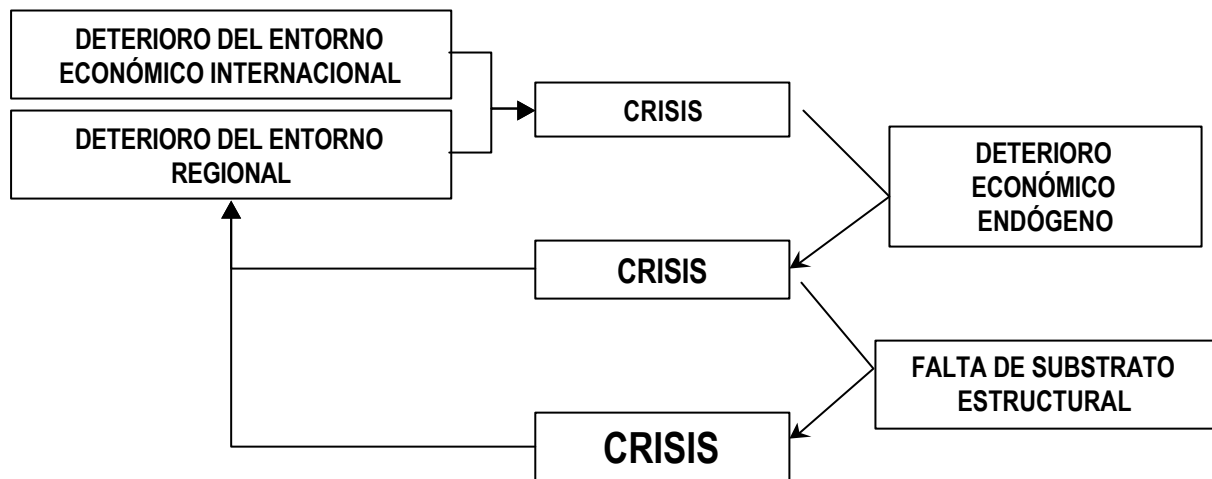 DETERIORO DEL ENTORNO
ECONÓMICO INTERNACIONAL
DETERIORO DEL ENTORNO
REGIONAL
CRISIS
DETERIORO
ECONÓMICO
ENDÓGENO
CRISIS
FALTA DE SUBSTRATO
ESTRUCTURAL
CRISIS